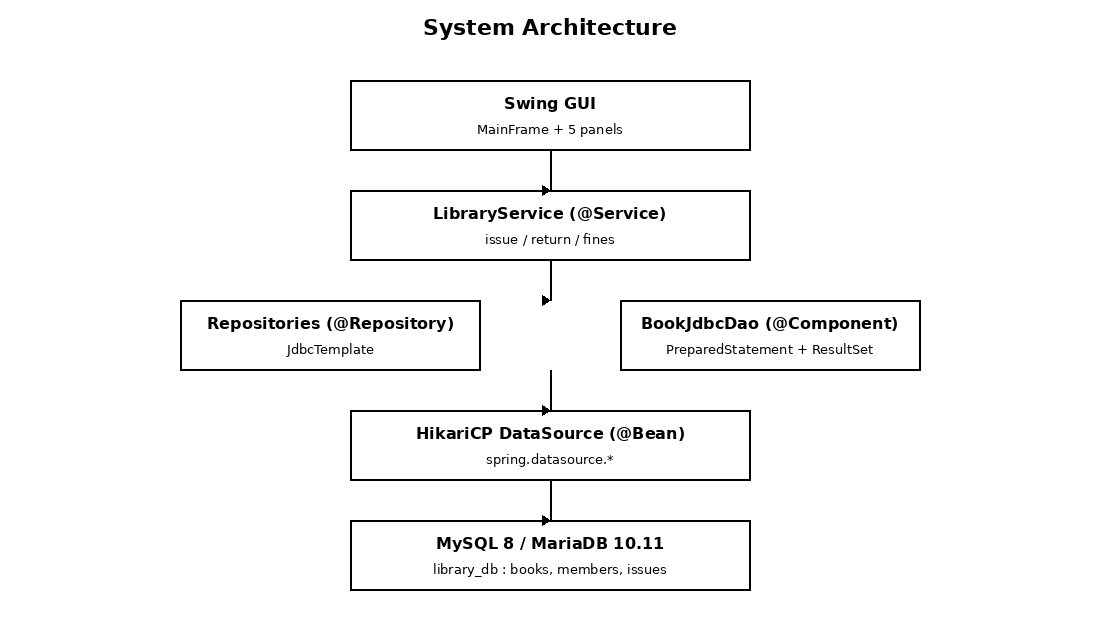 System Architecture
Swing GUI
MainFrame + 5 panels
LibraryService (@Service)
issue / return / fines
Repositories (@Repository)
JdbcTemplate
BookJdbcDao (@Component)
PreparedStatement + ResultSet
HikariCP DataSource (@Bean)
spring.datasource.*
MySQL 8 / MariaDB 10.11
library_db : books, members, issues